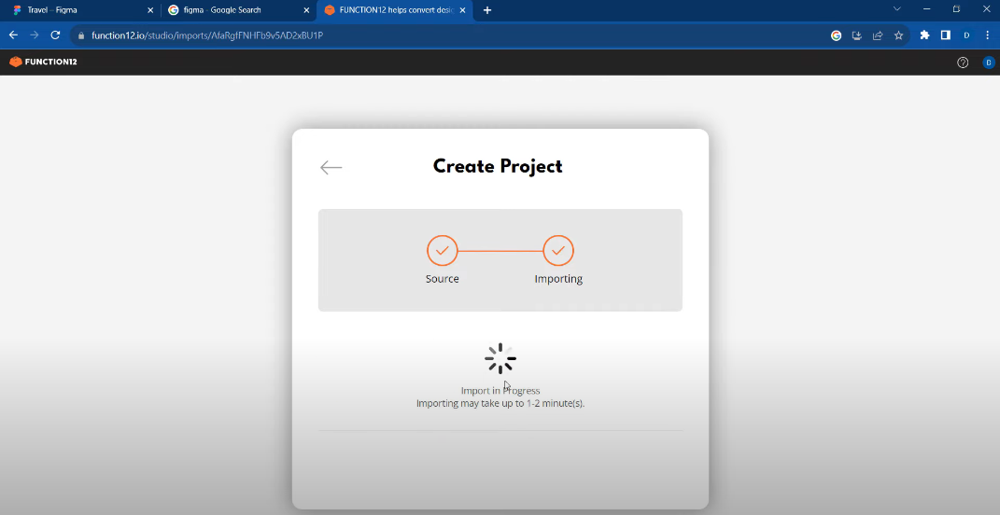 Travel – Figma
figma - Google Search
FUNCTION12 helps convert desig
function12.io/studio/imports/AfaRgfFNHFb9v5AD2xBU1P
D
FUNCTION12
D
Create Project
Source
Importing
Import in Progress
Importing may take up to 1-2 minute(s).